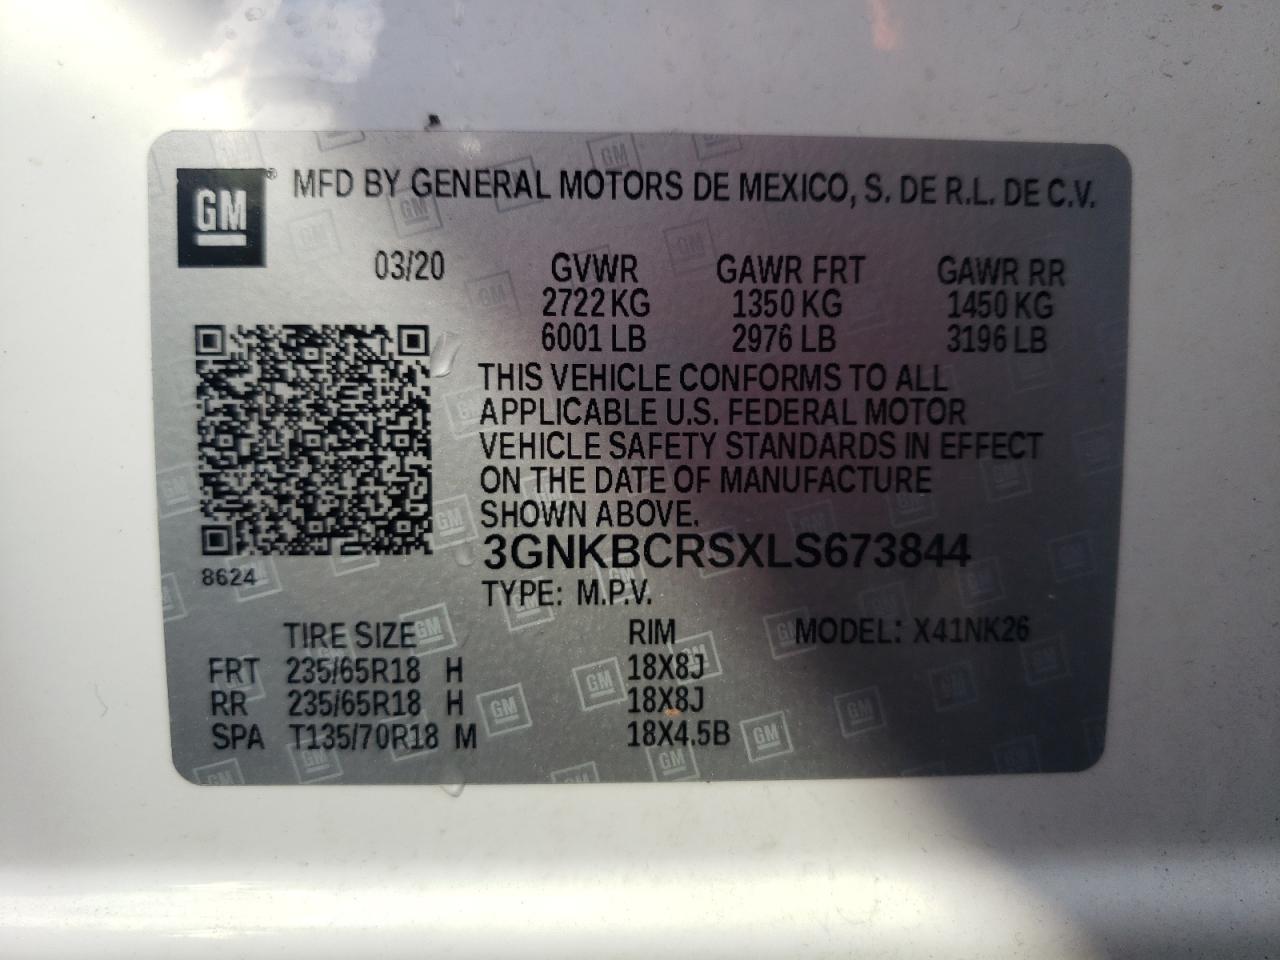 GM® MFD BY GENERAL MOTORS DE MEXICO, S. DE R.L. DE C.V.
03/20 GVWR GAWR FRT GAWR RR
2722 KG 1350 KG 1450 KG
6001 LB 2976 LB 3196 LB
THIS VEHICLE CONFORMS TO ALL
APPLICABLE U.S. FEDERAL MOTOR
VEHICLE SAFETY STANDARDS IN EFFECT
ON THE DATE OF MANUFACTURE
SHOWN ABOVE.
3GNKBCRSXLS673844
8624
TYPE: M.P.V.
TIRE SIZE RIM MODEL: X41NK26
FRT 235/65R18 H 18X8J
RR 235/65R18 H 18X8J
SPA T135/70R18 M 18X4.5B